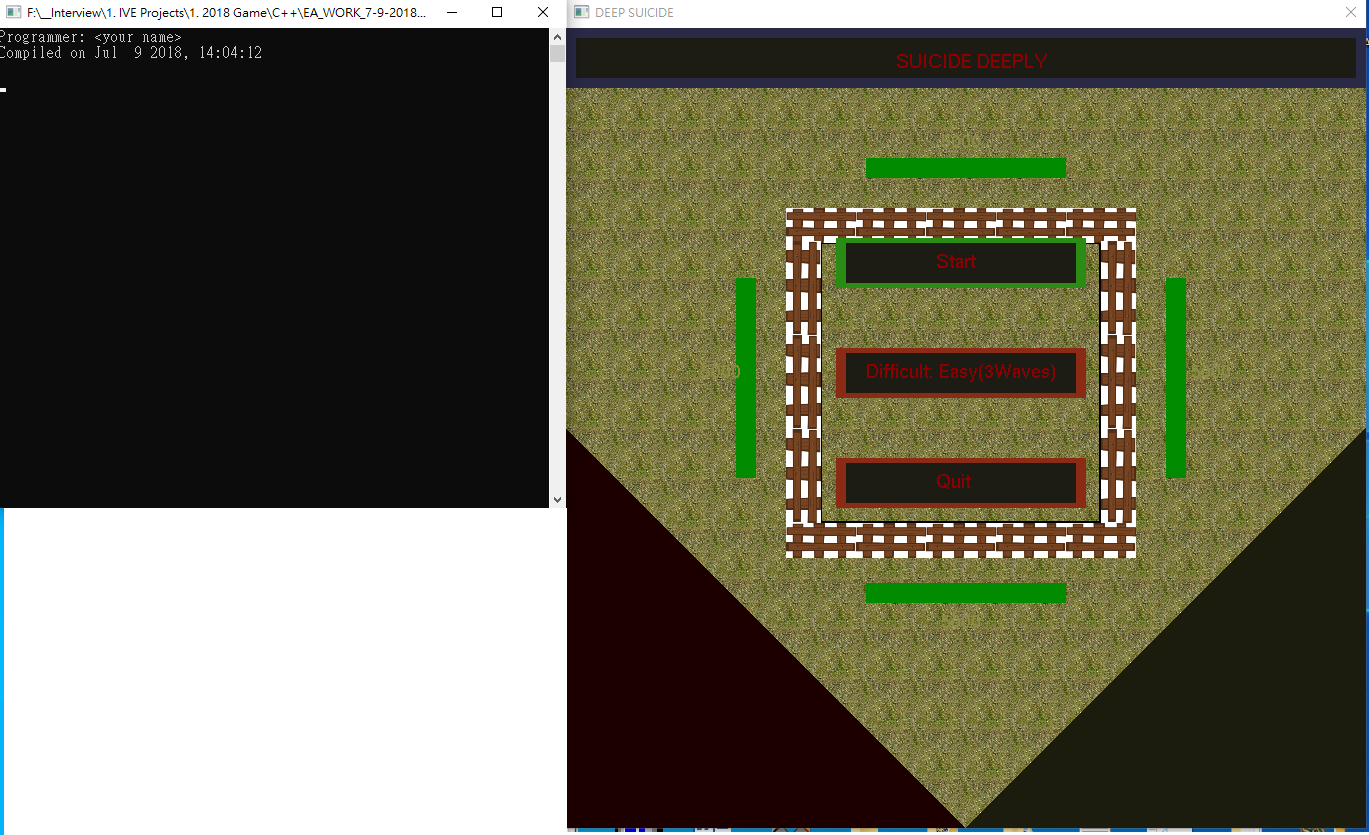 F:\__Interview\1. IVE Projects\1. 2018 Game\C++\EA_WORK_7-9-2018...
Programmer: <your name>
Compiled on Jul  9 2018, 14:04:12
DEEP SUICIDE
SUICIDE DEEPLY
Start
Difficult: Easy(3Waves)
Quit